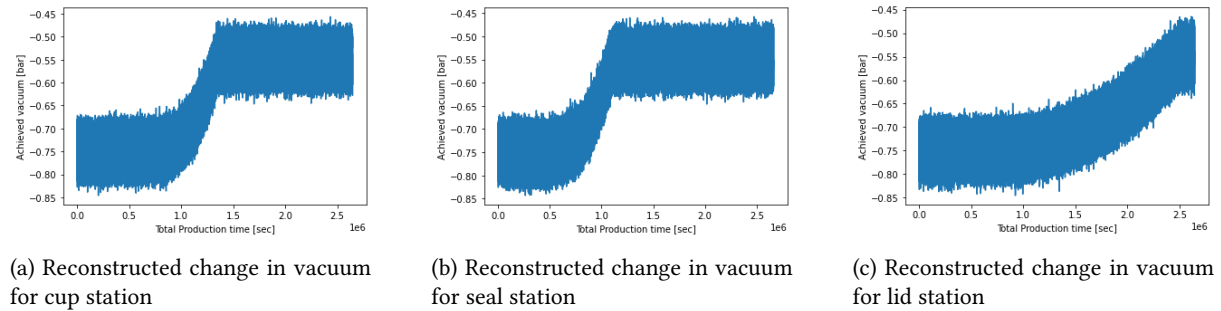 −0.45
−0.50
−0.55
−0.60
−0.65
−0.70
−0.75
−0.80
−0.85
Achieved vacuum [bar]
0.0 0.5 1.0 1.5 2.0 2.5
1e6
Total Production time [sec]
(a) Reconstructed change in vacuum
for cup station
−0.45
−0.50
−0.55
−0.60
−0.65
−0.70
−0.75
−0.80
−0.85
Achieved vacuum [bar]
0.0 0.5 1.0 1.5 2.0 2.5
1e6
Total Production time [sec]
(b) Reconstructed change in vacuum
for seal station
−0.45
−0.50
−0.55
−0.60
−0.65
−0.70
−0.75
−0.80
−0.85
Achieved vacuum [bar]
0.0 0.5 1.0 1.5 2.0 2.5
1e6
Total Production time [sec]
(c) Reconstructed change in vacuum
for lid station